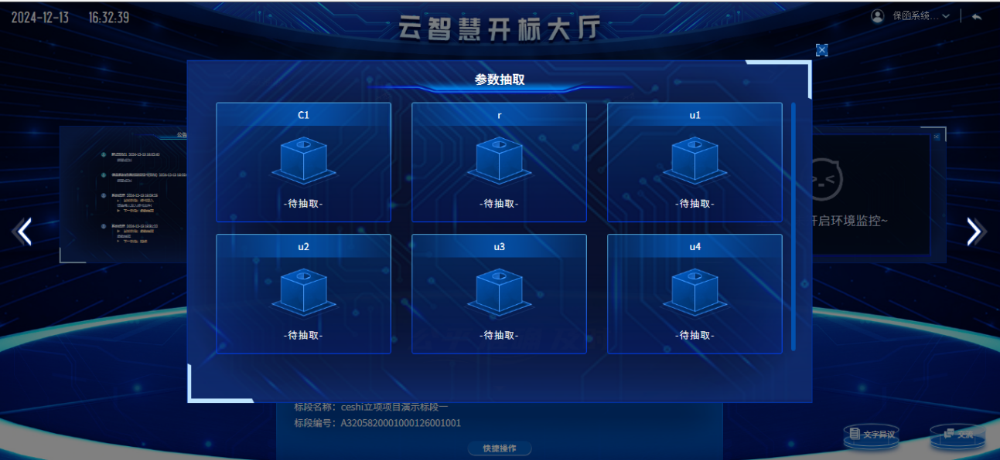 2024-12-13 16:32:39
云智慧开标大厅
保函系统...
参数抽取
C1
r
u1
-待抽取-
-待抽取-
-待抽取-
u2
u3
u4
-待抽取-
-待抽取-
-待抽取-
公告
开启环境监控~
标段名称：ceshi立项项目演示标段一
标段编号：A3205820001000126001001
快捷操作
文字异议
交流